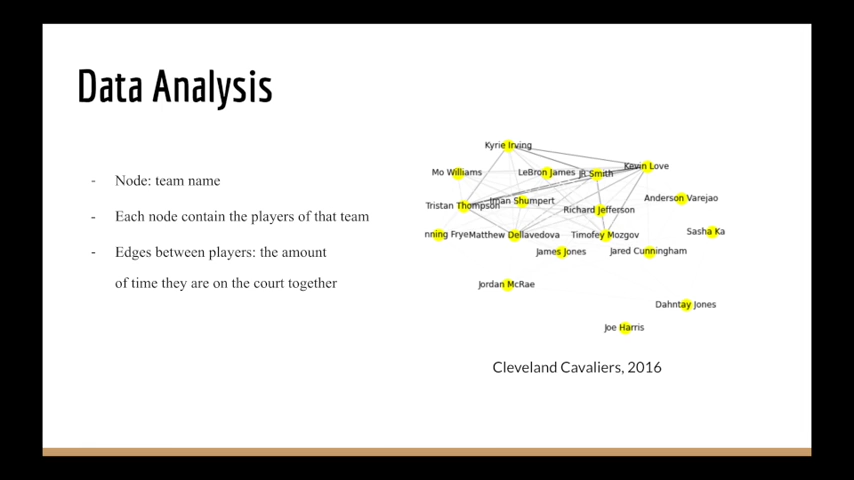 Data Analysis
- Node: team name
- Each node contain the players of that team
- Edges between players: the amount
of time they are on the court together
Kyrie Irving
Kevin Love
Mo Williams
LeBron James
JR Smith
Anderson Varejao
Tristan Thompson
Iman Shumpert
Richard Jefferson
nning Frye
Matthew Dellavedova
Timofey Mozgov
Sasha Ka
James Jones
Jared Cunningham
Jordan McRae
Dahntay Jones
Joe Harris
Cleveland Cavaliers, 2016